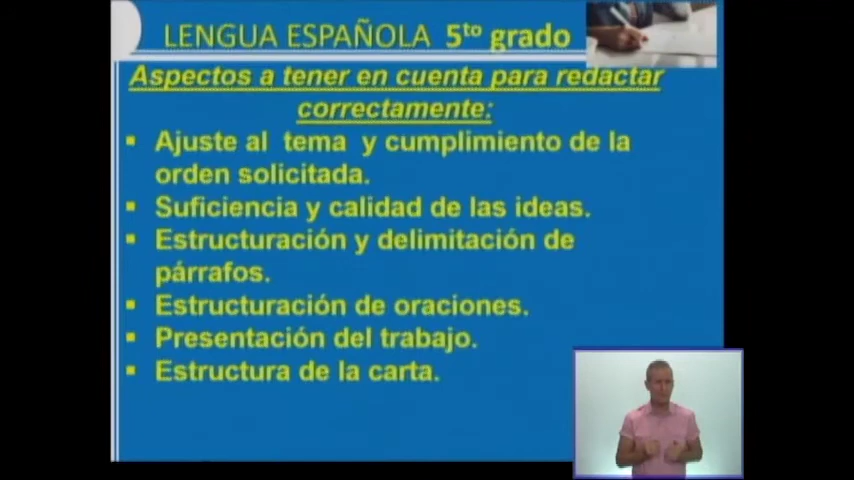 LENGUA ESPAÑOLA 5to grado
Aspectos a tener en cuenta para redactar
correctamente:
▪ Ajuste al tema y cumplimiento de la
orden solicitada.
▪ Suficiencia y calidad de las ideas.
▪ Estructuración y delimitación de
párrafos.
▪ Estructuración de oraciones.
▪ Presentación del trabajo.
▪ Estructura de la carta.